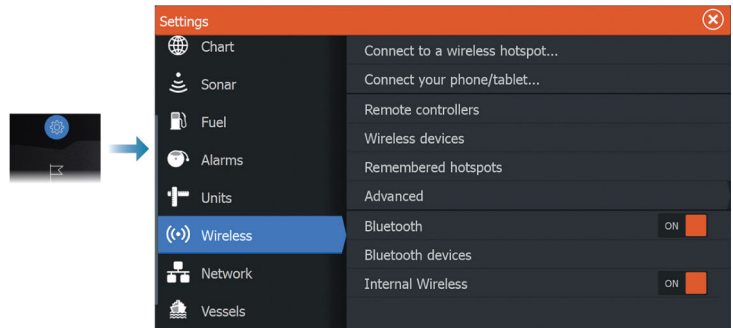 Settings
Chart
Sonar
Fuel
Alarms
Units
Wireless
Network
Vessels
Connect to a wireless hotspot...
Connect your phone/tablet...
Remote controllers
Wireless devices
Remembered hotspots
Advanced
Bluetooth ON
Bluetooth devices
Internal Wireless ON